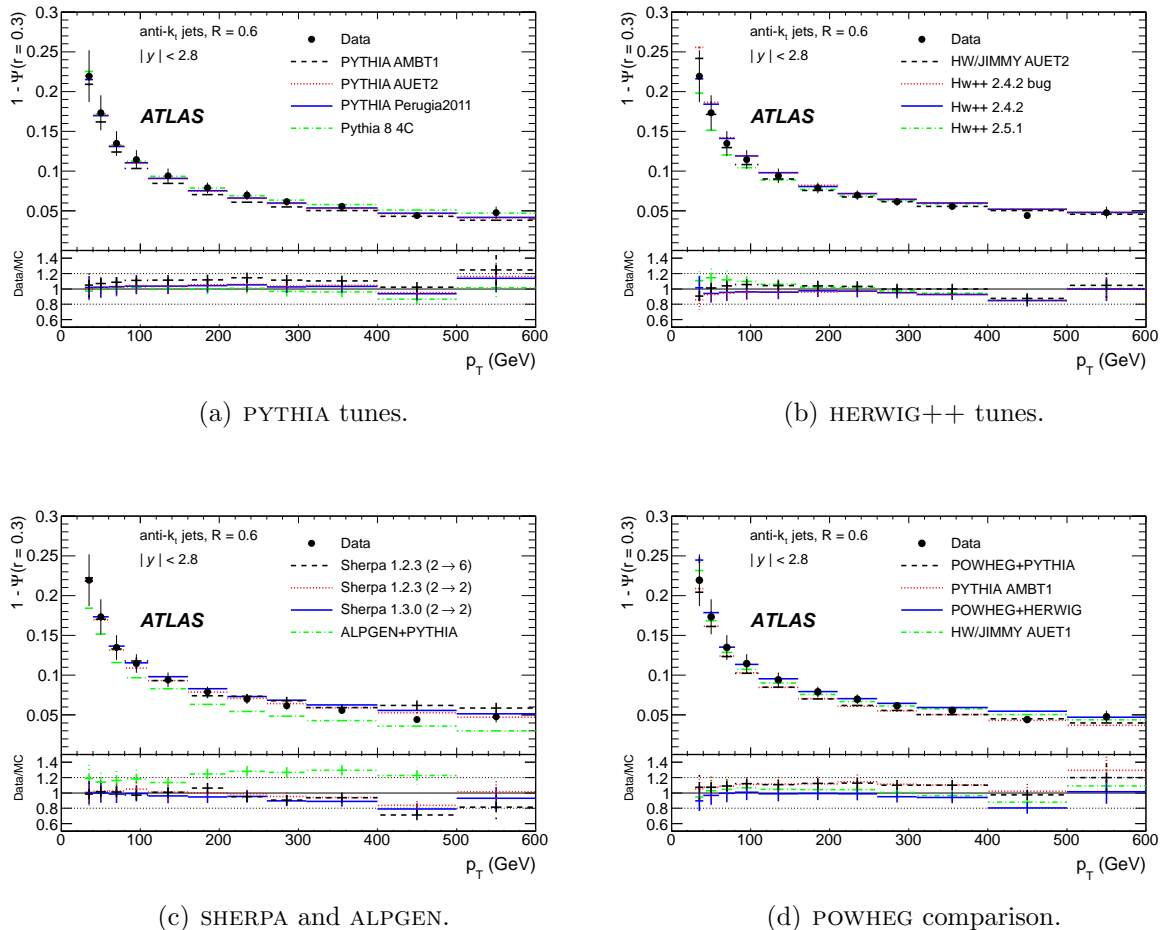 1 - Ψ(r = 0.3)
0.3
0.25
0.2
0.15
0.1
0.05
anti-kt jets, R = 0.6
| y | < 2.8
ATLAS
Data
PYTHIA AMBT1
PYTHIA AUET2
PYTHIA Perugia2011
Pythia 8 4C
Data/MC
1.4
1.2
1
0.8
0.6
0 100 200 300 400 500 600
pT (GeV)
(a) PYTHIA tunes.
1 - Ψ(r = 0.3)
0.3
0.25
0.2
0.15
0.1
0.05
anti-kt jets, R = 0.6
| y | < 2.8
ATLAS
Data
HW/JIMMY AUET2
Hw++ 2.4.2 bug
Hw++ 2.4.2
Hw++ 2.5.1
Data/MC
1.4
1.2
1
0.8
0.6
0 100 200 300 400 500 600
pT (GeV)
(b) HERWIG++ tunes.
1 - Ψ(r = 0.3)
0.3
0.25
0.2
0.15
0.1
0.05
anti-kt jets, R = 0.6
| y | < 2.8
ATLAS
Data
Sherpa 1.2.3 (2→6)
Sherpa 1.2.3 (2→2)
Sherpa 1.3.0 (2→2)
ALPGEN+PYTHIA
Data/MC
1.4
1.2
1
0.8
0.6
0 100 200 300 400 500 600
pT (GeV)
(c) SHERPA and ALPGEN.
1 - Ψ(r = 0.3)
0.3
0.25
0.2
0.15
0.1
0.05
anti-kt jets, R = 0.6
| y | < 2.8
ATLAS
Data
POWHEG+PYTHIA
PYTHIA AMBT1
POWHEG+HERWIG
HW/JIMMY AUET1
Data/MC
1.4
1.2
1
0.8
0.6
0 100 200 300 400 500 600
pT (GeV)
(d) POWHEG comparison.